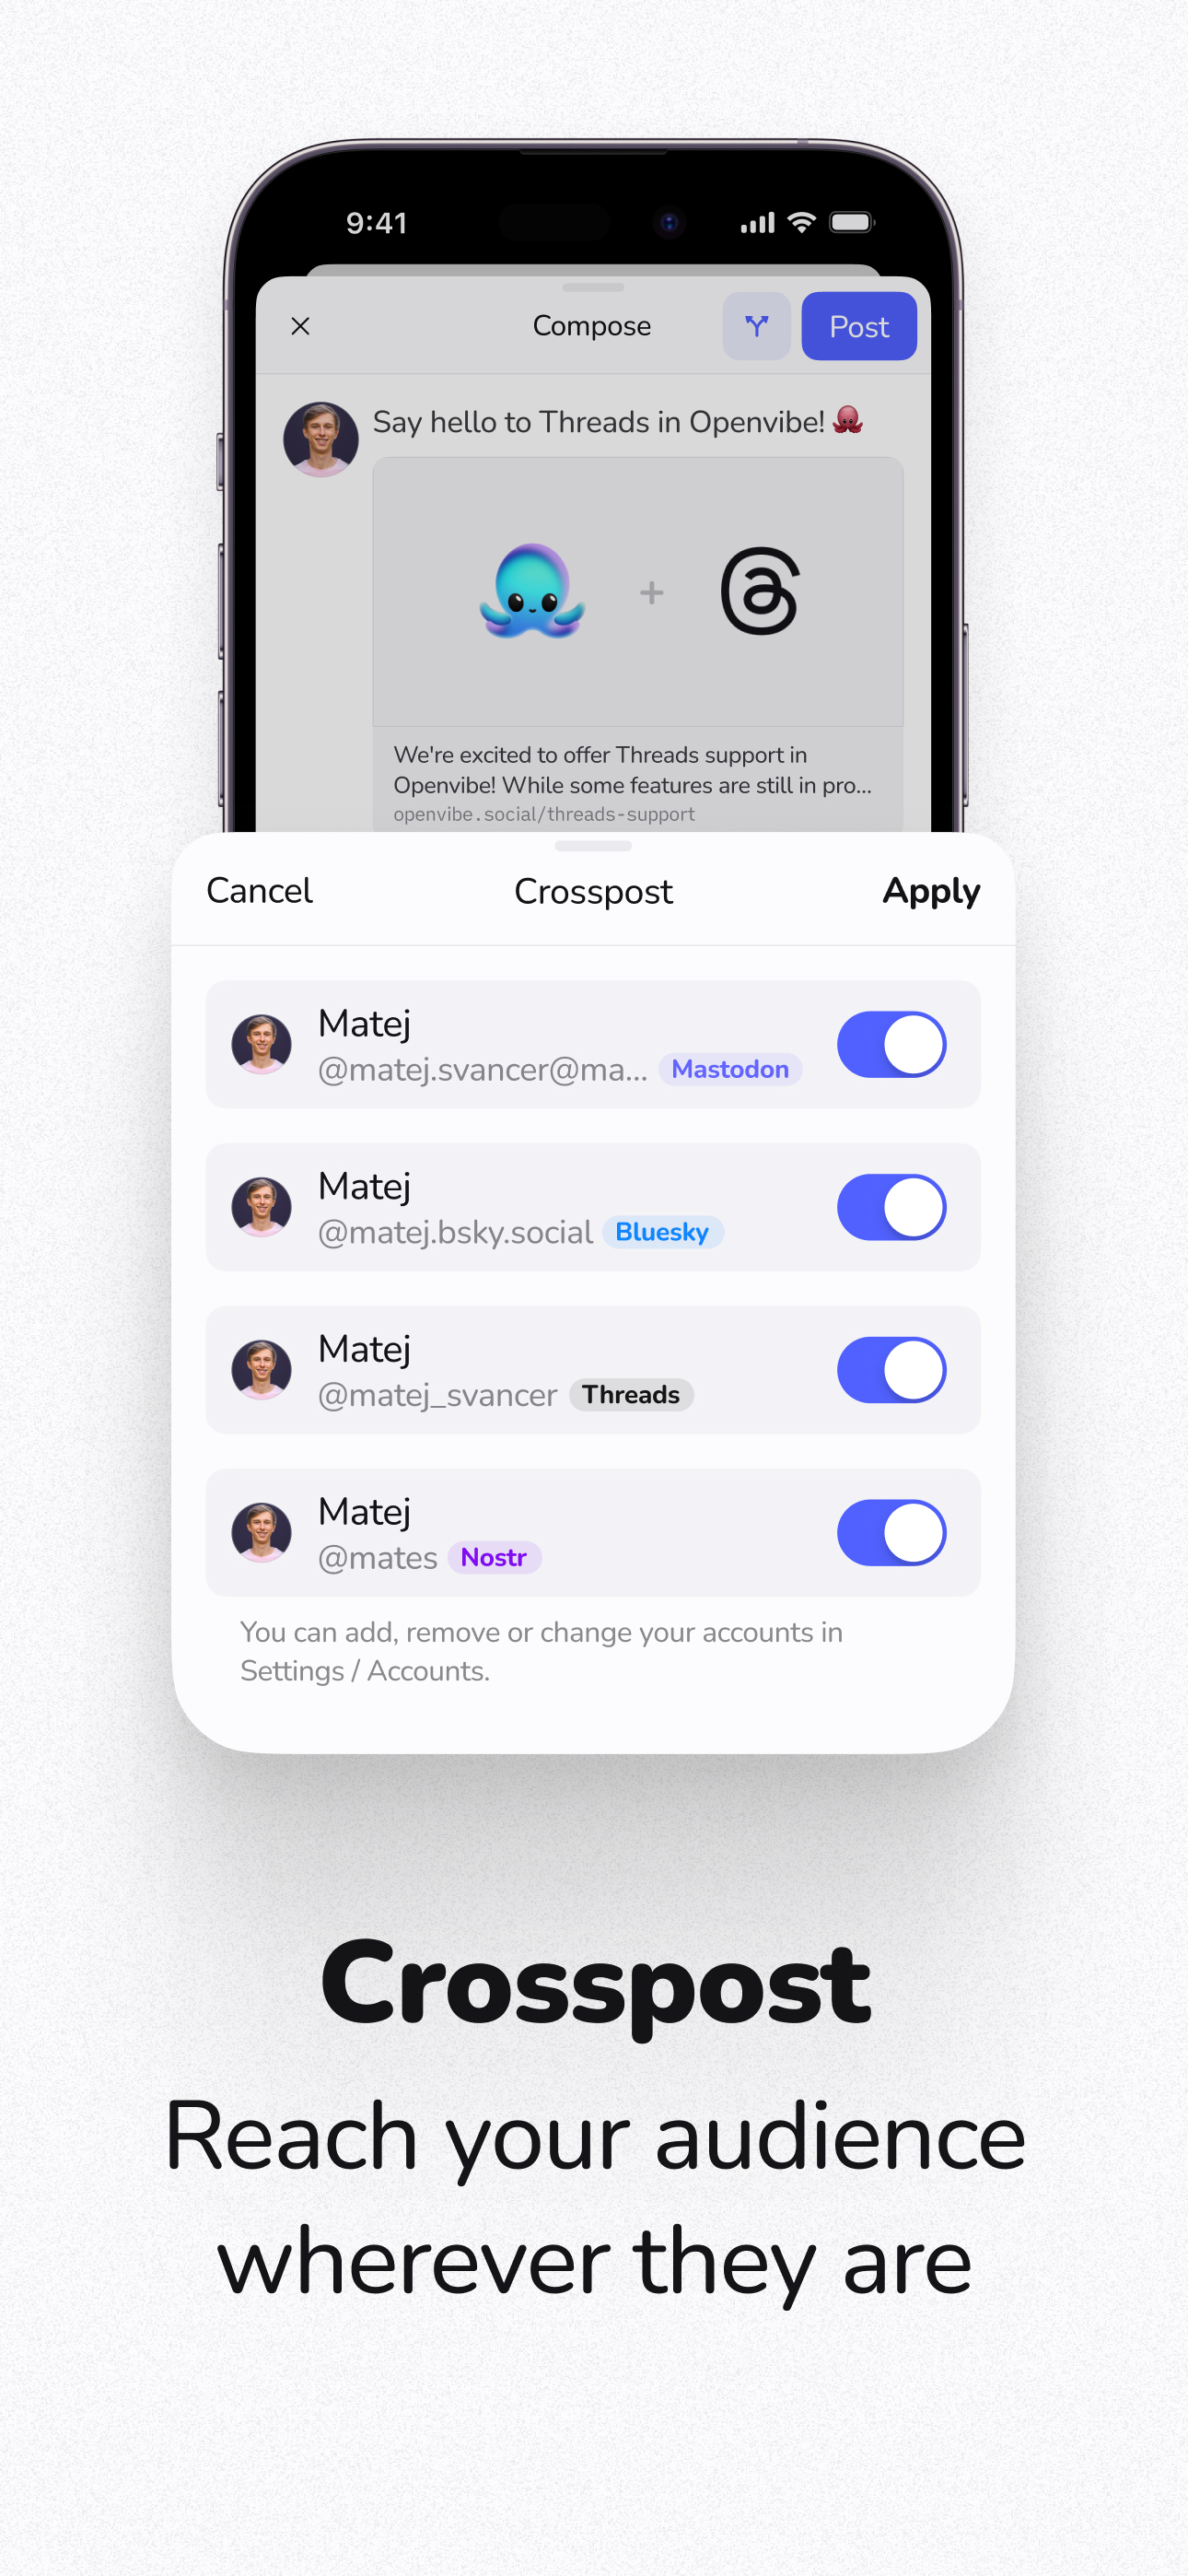 9:41
Compose
Post
Say hello to Threads in Openvibe! 🐙
We're excited to offer Threads support in
Openvibe! While some features are still in pro...
openvibe.social/threads-support
Cancel
Crosspost
Apply
Matej
@matej.svancer@ma... Mastodon
Matej
@matej.bsky.social Bluesky
Matej
@matej_svancer Threads
Matej
@mates Nostr
You can add, remove or change your accounts in
Settings / Accounts.
Crosspost
Reach your audience
wherever they are